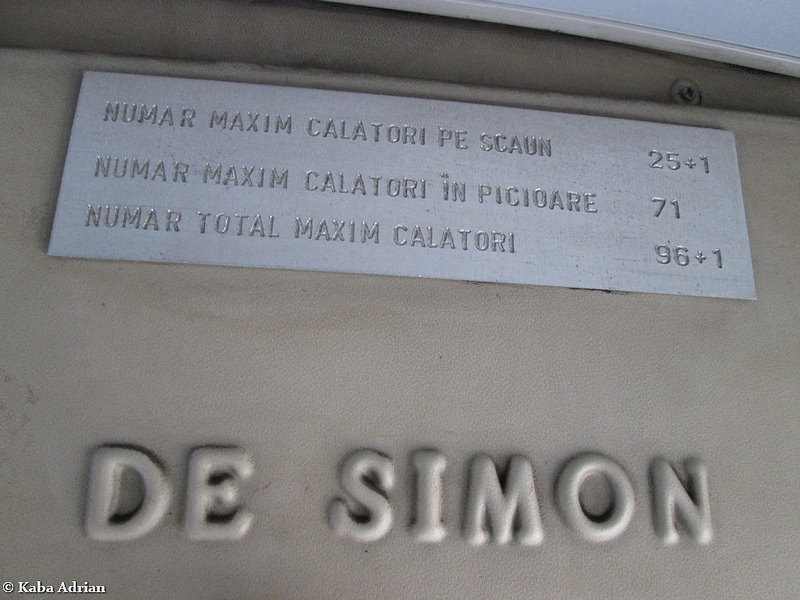 NUMAR MAXIM CALATORI PE SCAUN 25+1
NUMAR MAXIM CALATORI ÎN PICIOARE 71
NUMAR TOTAL MAXIM CALATORI 96+1
DE SIMON
© Kaba Adrian